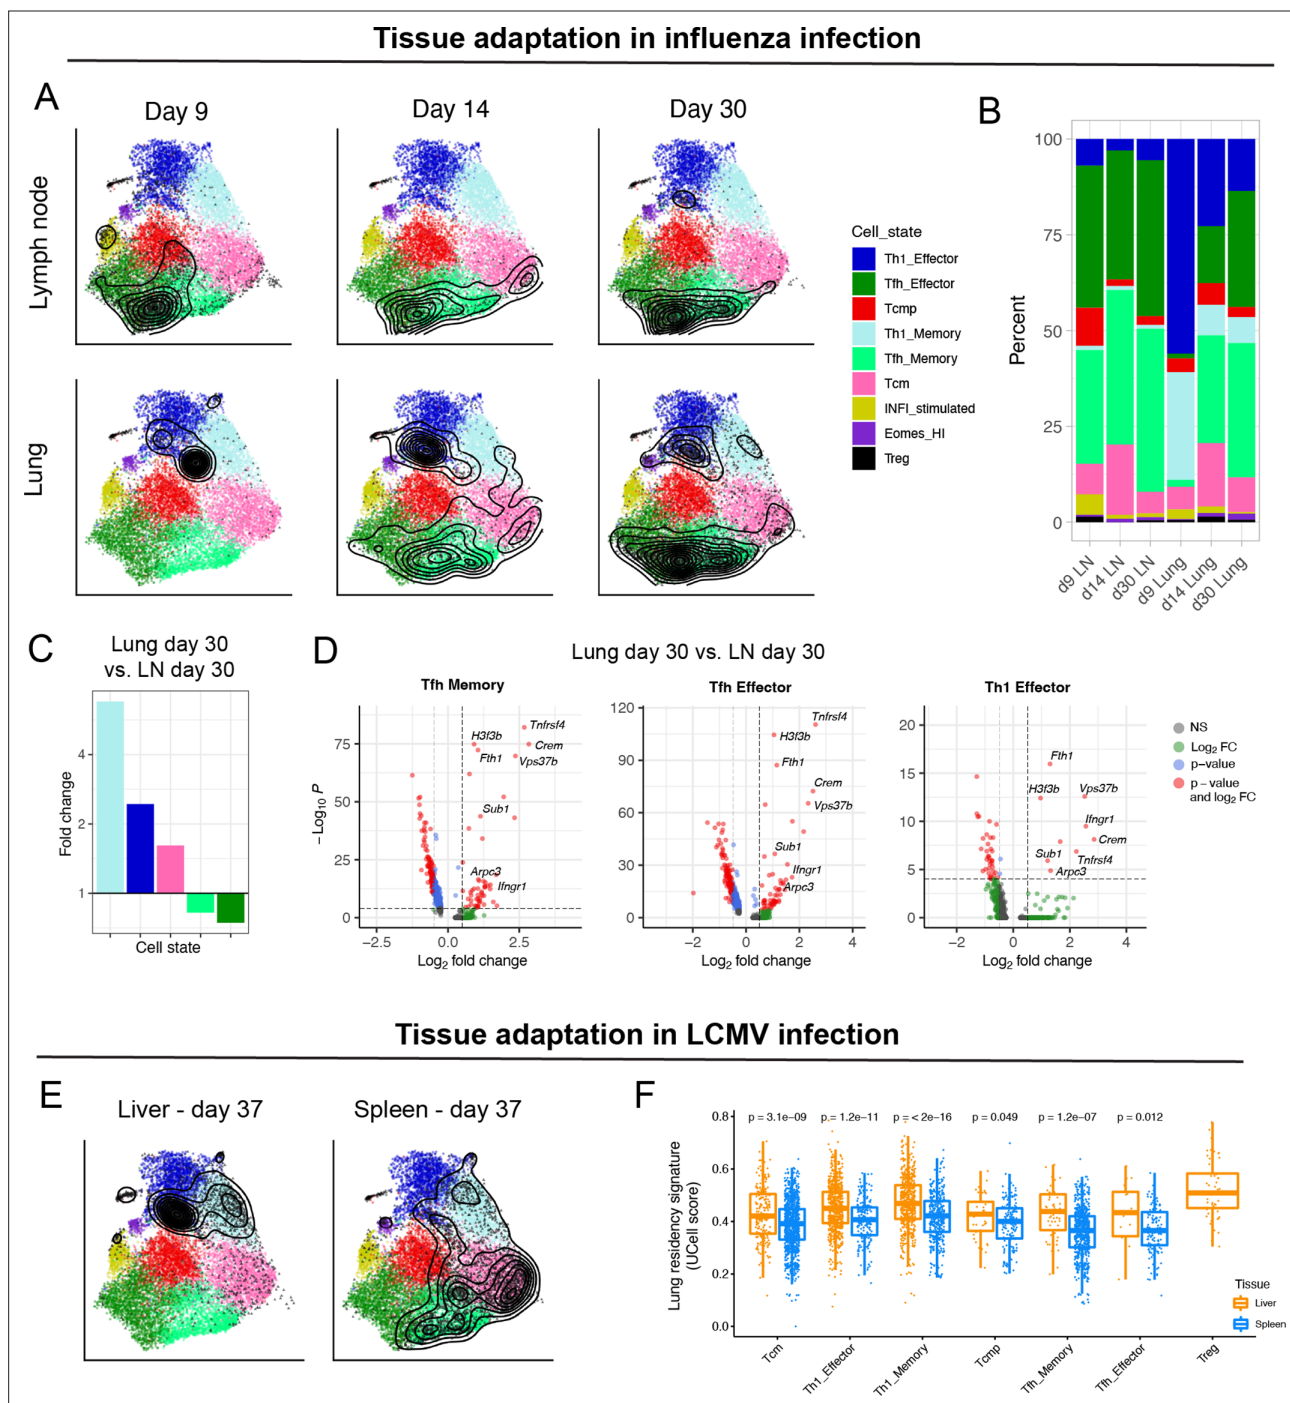 Tissue adaptation in influenza infection
A
Day 9
Day 14
Day 30
Lymph node
Lung
Cell_state
Th1_Effector
Tfh_Effector
Tcmp
Th1_Memory
Tfh_Memory
Tcm
INFI_stimulated
Eomes_HI
Treg
B
Percent
100
75
50
25
0
d9 LN
d14 LN
d30 LN
d9 Lung
d14 Lung
d30 Lung
C
Lung day 30
vs. LN day 30
Fold change
4
2
1
Cell state
D
Lung day 30 vs. LN day 30
Tfh Memory
− Log10 P
75
50
25
0
−2.5
0.0
2.5
Log2 fold change
Tnfrsf4
H3f3b
Crem
Fth1
Vps37b
Sub1
Arpc3
Ifngr1
Tfh Effector
120
90
60
30
0
−2
0
2
4
Log2 fold change
Tnfrsf4
H3f3b
Fth1
Crem
Vps37b
Sub1
Ifngr1
Arpc3
Th1 Effector
20
15
10
5
0
−2
0
2
4
Log2 fold change
Fth1
H3f3b
Vps37b
Ifngr1
Crem
Sub1
Tnfrsf4
Arpc3
NS
Log2 FC
p−value
p − value
and log2 FC
Tissue adaptation in LCMV infection
E
Liver - day 37
Spleen - day 37
F
Lung residency signature
(UCell score)
0.8
0.6
0.4
0.2
0.0
p = 3.1e−09
p = 1.2e−11
p = < 2e−16
p = 0.049
p = 1.2e−07
p = 0.012
Tcm
Th1_Effector
Th1_Memory
Tcmp
Tfh_Memory
Tfh_Effector
Treg
Tissue
Liver
Spleen